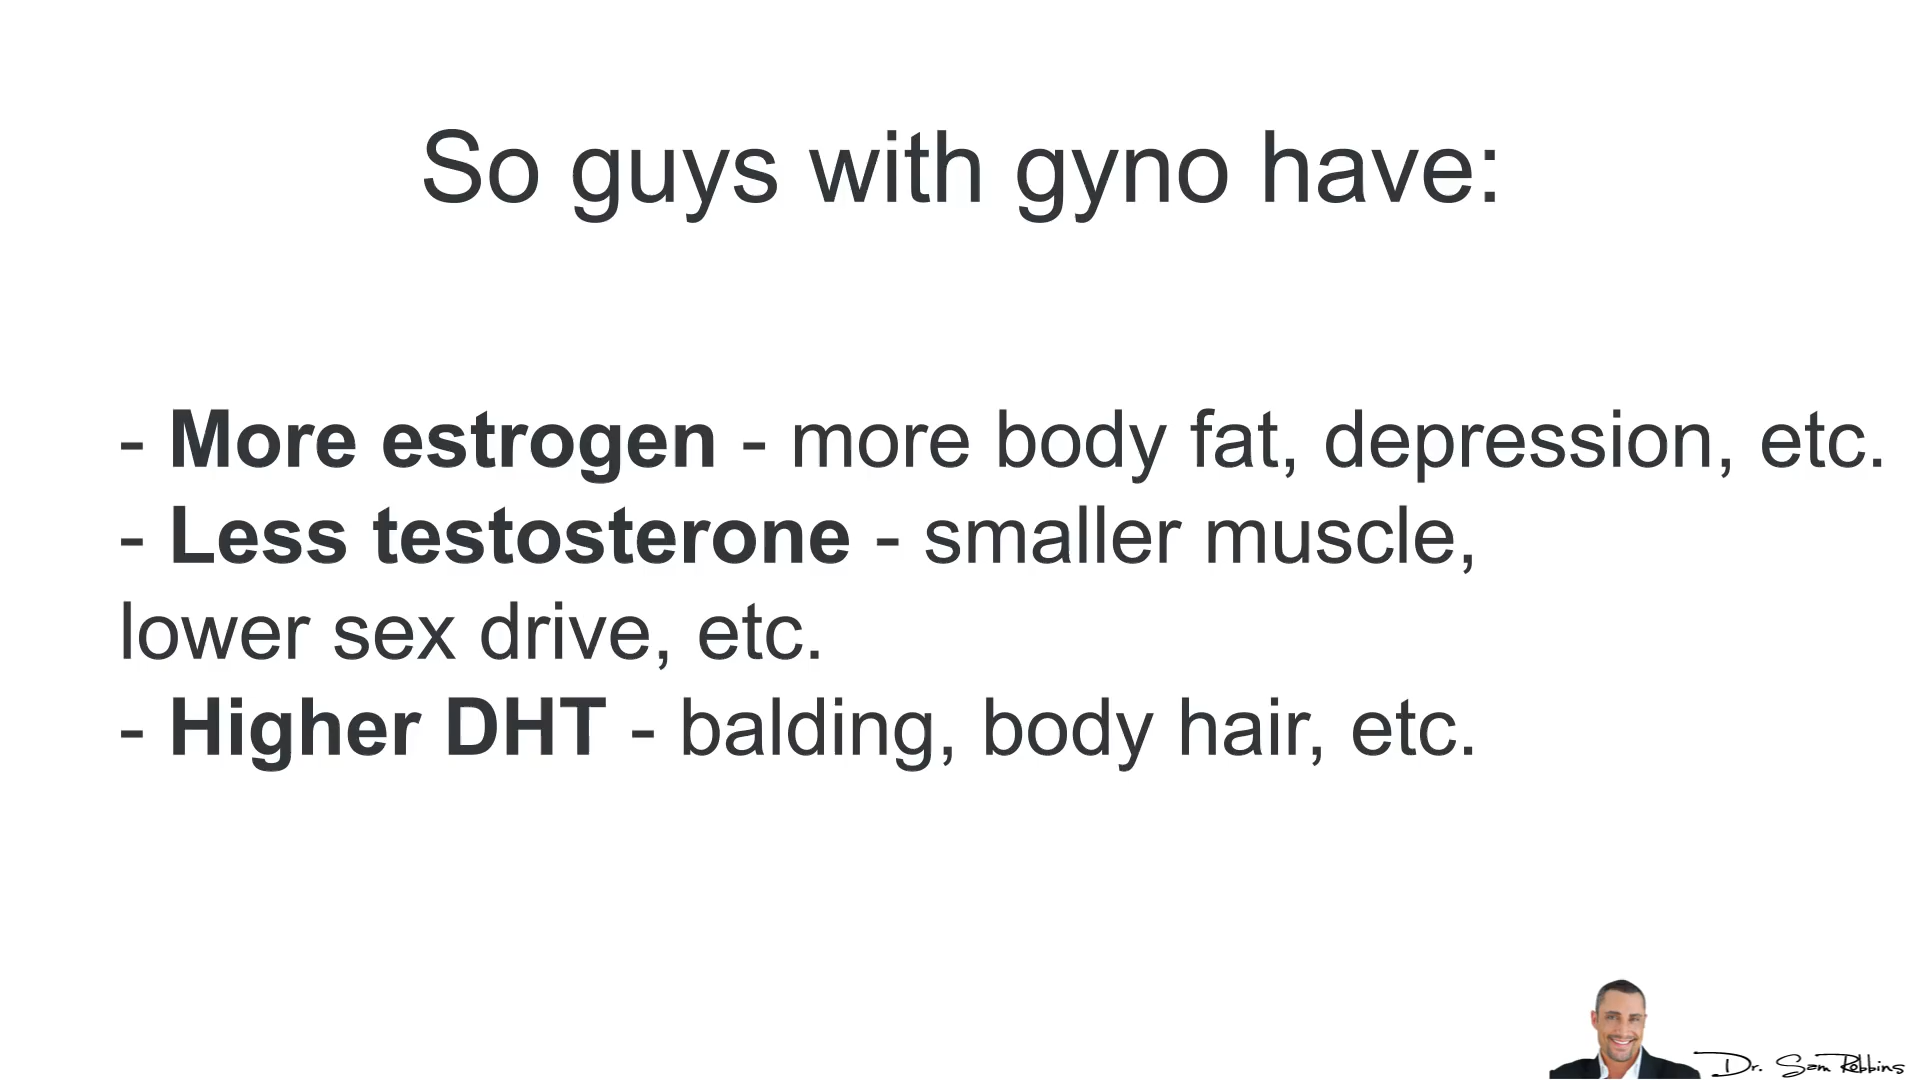 So guys with gyno have:
- More estrogen - more body fat, depression, etc.
- Less testosterone - smaller muscle,
lower sex drive, etc.
- Higher DHT - balding, body hair, etc.
Dr. Sam Robbins